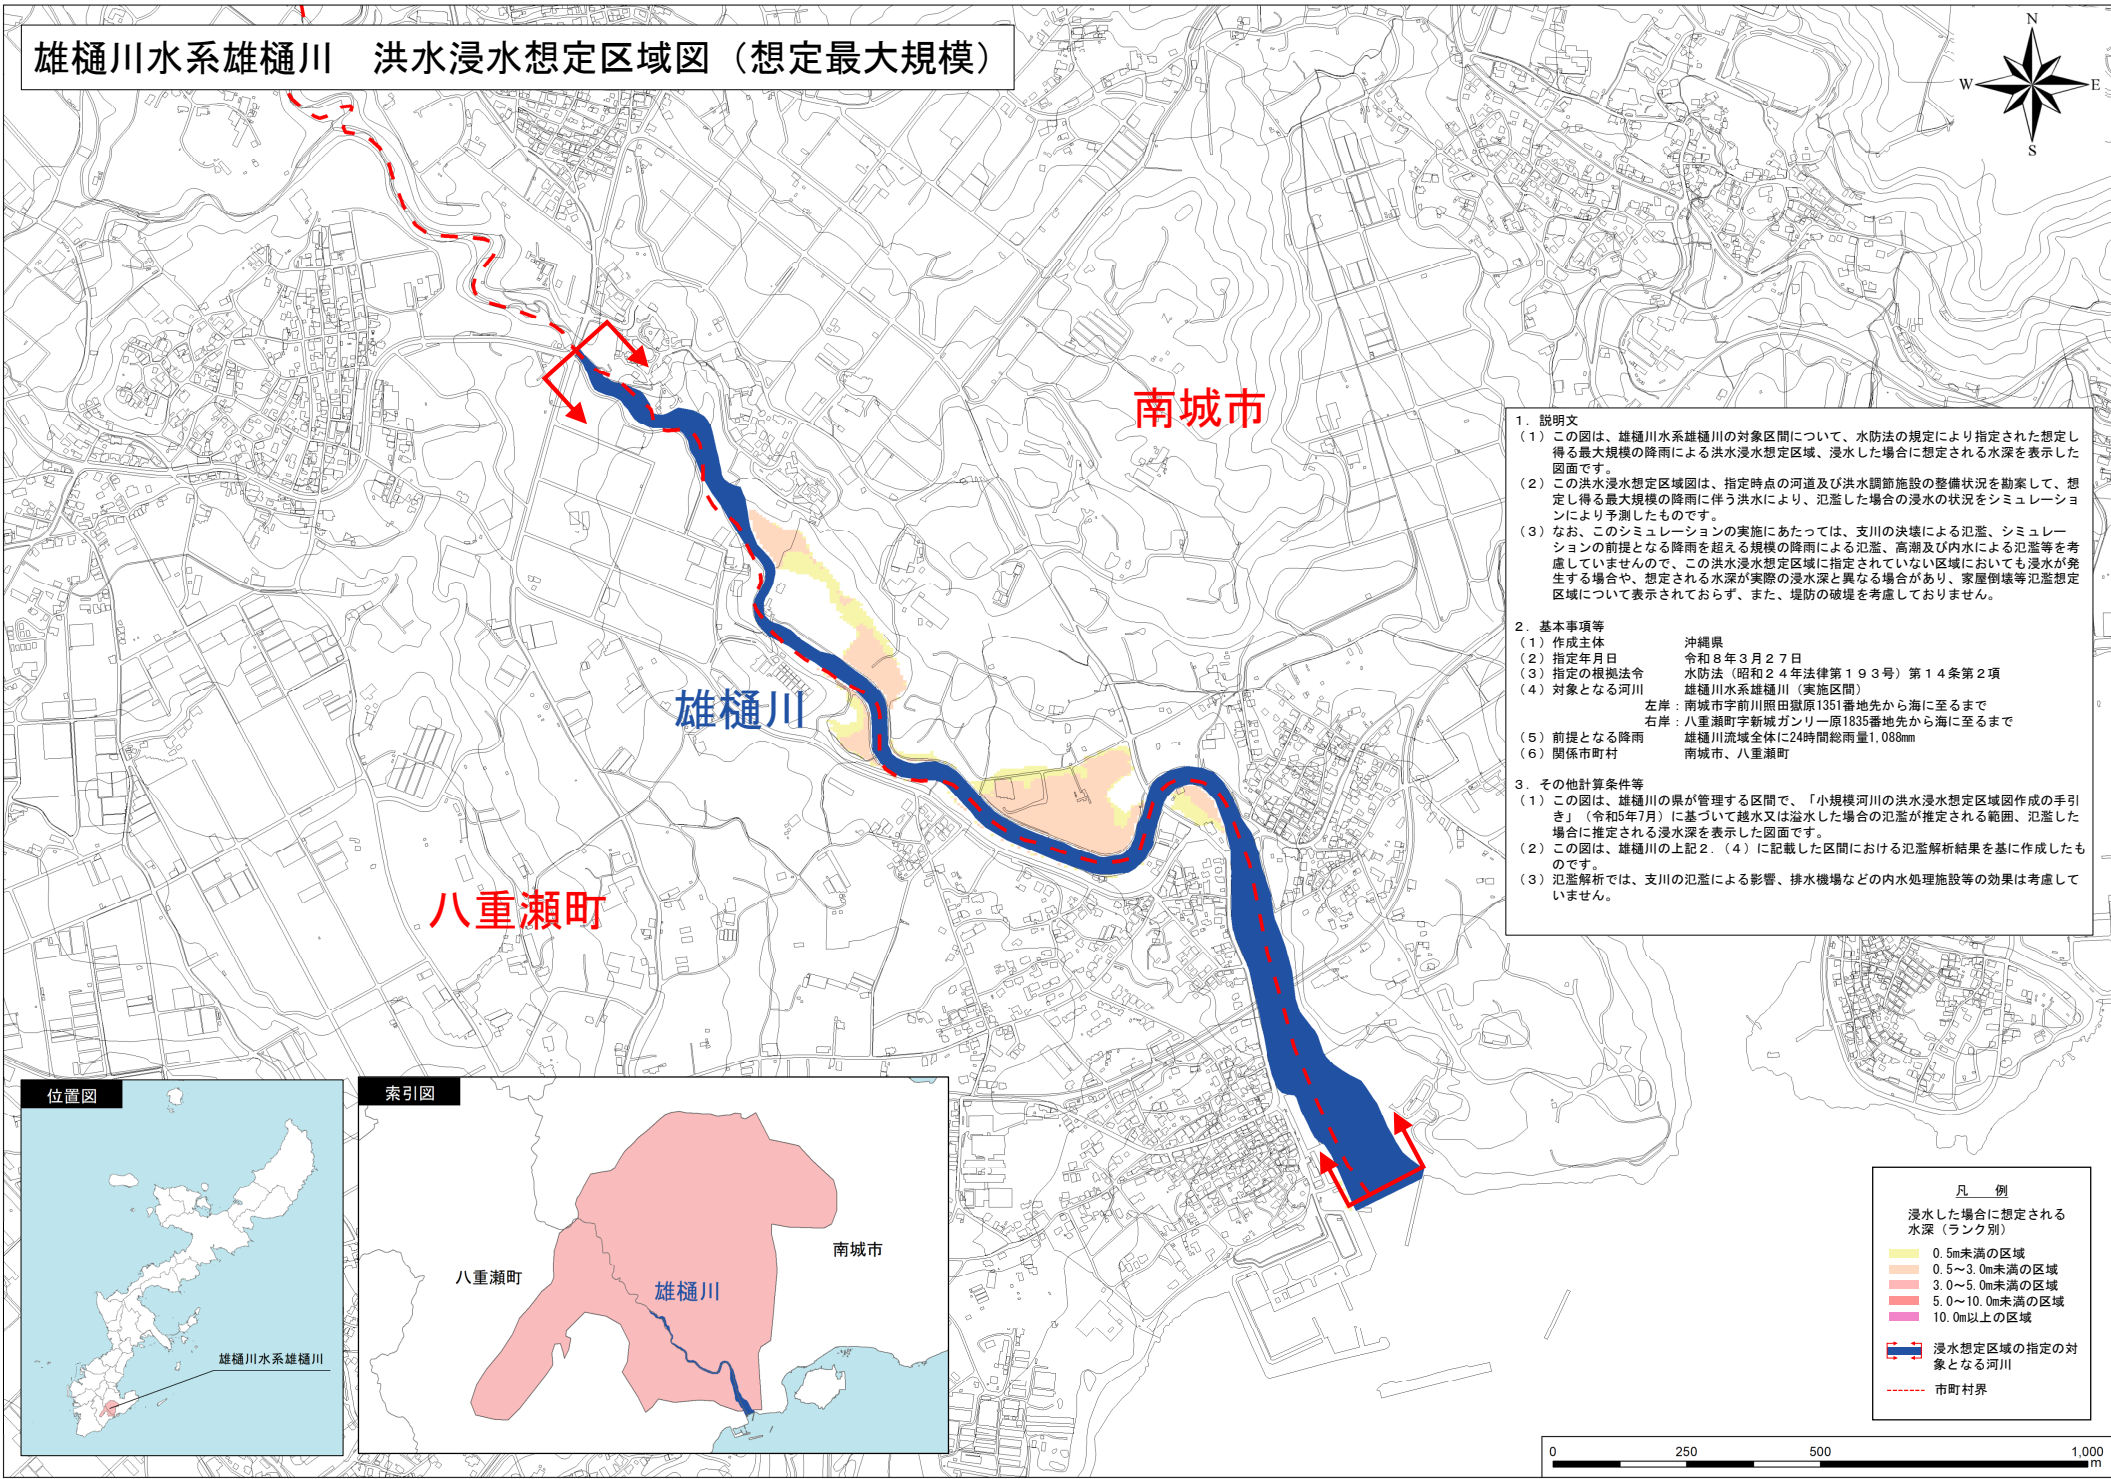 雄樋川水系雄樋川　洪水浸水想定区域図（想定最大規模）
N
W
E
S
南城市
雄樋川
八重瀬町
1. 説明文
（1）この図は、雄樋川水系雄樋川の対象区間について、水防法の規定により指定された想定し
得る最大規模の降雨による洪水浸水想定区域、浸水した場合に想定される水深を表示した
図面です。
（2）この洪水浸水想定区域図は、指定時点の河道及び洪水調節施設の整備状況を勘案して、想
定し得る最大規模の降雨に伴う洪水により、氾濫した場合の浸水の状況をシミュレーショ
ンにより予測したものです。
（3）なお、このシミュレーションの実施にあたっては、支川の決壊による氾濫、シミュレー
ションの前提となる降雨を超える規模の降雨による氾濫、高潮及び内水による氾濫等を考
慮していませんので、この洪水浸水想定区域に指定されていない区域においても浸水が発
生する場合や、想定される水深が実際の浸水深と異なる場合があり、家屋倒壊等氾濫想定
区域について表示されておらず、また、堤防の破堤を考慮しておりません。
2. 基本事項等
（1）作成主体　沖縄県
（2）指定年月日　令和８年３月２７日
（3）指定の根拠法令　水防法（昭和２４年法律第１９３号）第１４条第２項
（4）対象となる河川　雄樋川水系雄樋川（実施区間）
左岸：南城市字前川照田嶽原1351番地先から海に至るまで
右岸：八重瀬町字新城ガンリー原1835番地先から海に至るまで
（5）前提となる降雨　雄樋川流域全体に24時間総雨量1,088mm
（6）関係市町村　南城市、八重瀬町
3. その他計算条件等
（1）この図は、雄樋川の県が管理する区間で、「小規模河川の洪水浸水想定区域図作成の手引
き」（令和5年7月）に基づいて越水又は溢水した場合の氾濫が推定される範囲、氾濫した
場合に推定される浸水深を表示した図面です。
（2）この図は、雄樋川の上記２．（4）に記載した区間における氾濫解析結果を基に作成したも
のです。
（3）氾濫解析では、支川の氾濫による影響、排水機場などの内水処理施設等の効果は考慮して
いません。
位置図
雄樋川水系雄樋川
索引図
八重瀬町
南城市
雄樋川
凡　例
浸水した場合に想定される
水深（ランク別）
0.5m未満の区域
0.5～3.0m未満の区域
3.0～5.0m未満の区域
5.0～10.0m未満の区域
10.0m以上の区域
浸水想定区域の指定の対
象となる河川
市町村界
0　250　500　1,000
m